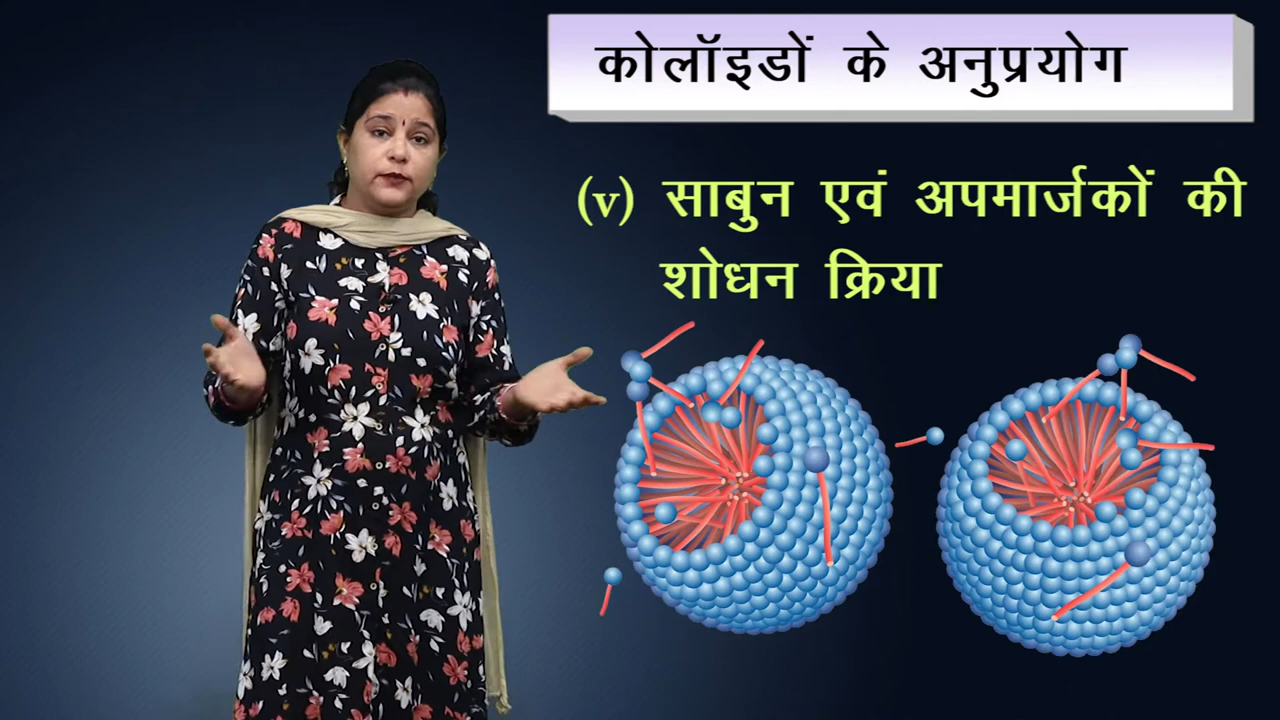 कोलॉइडों के अनुप्रयोग
(v) साबुन एवं अपमार्जकों की
शोधन क्रिया